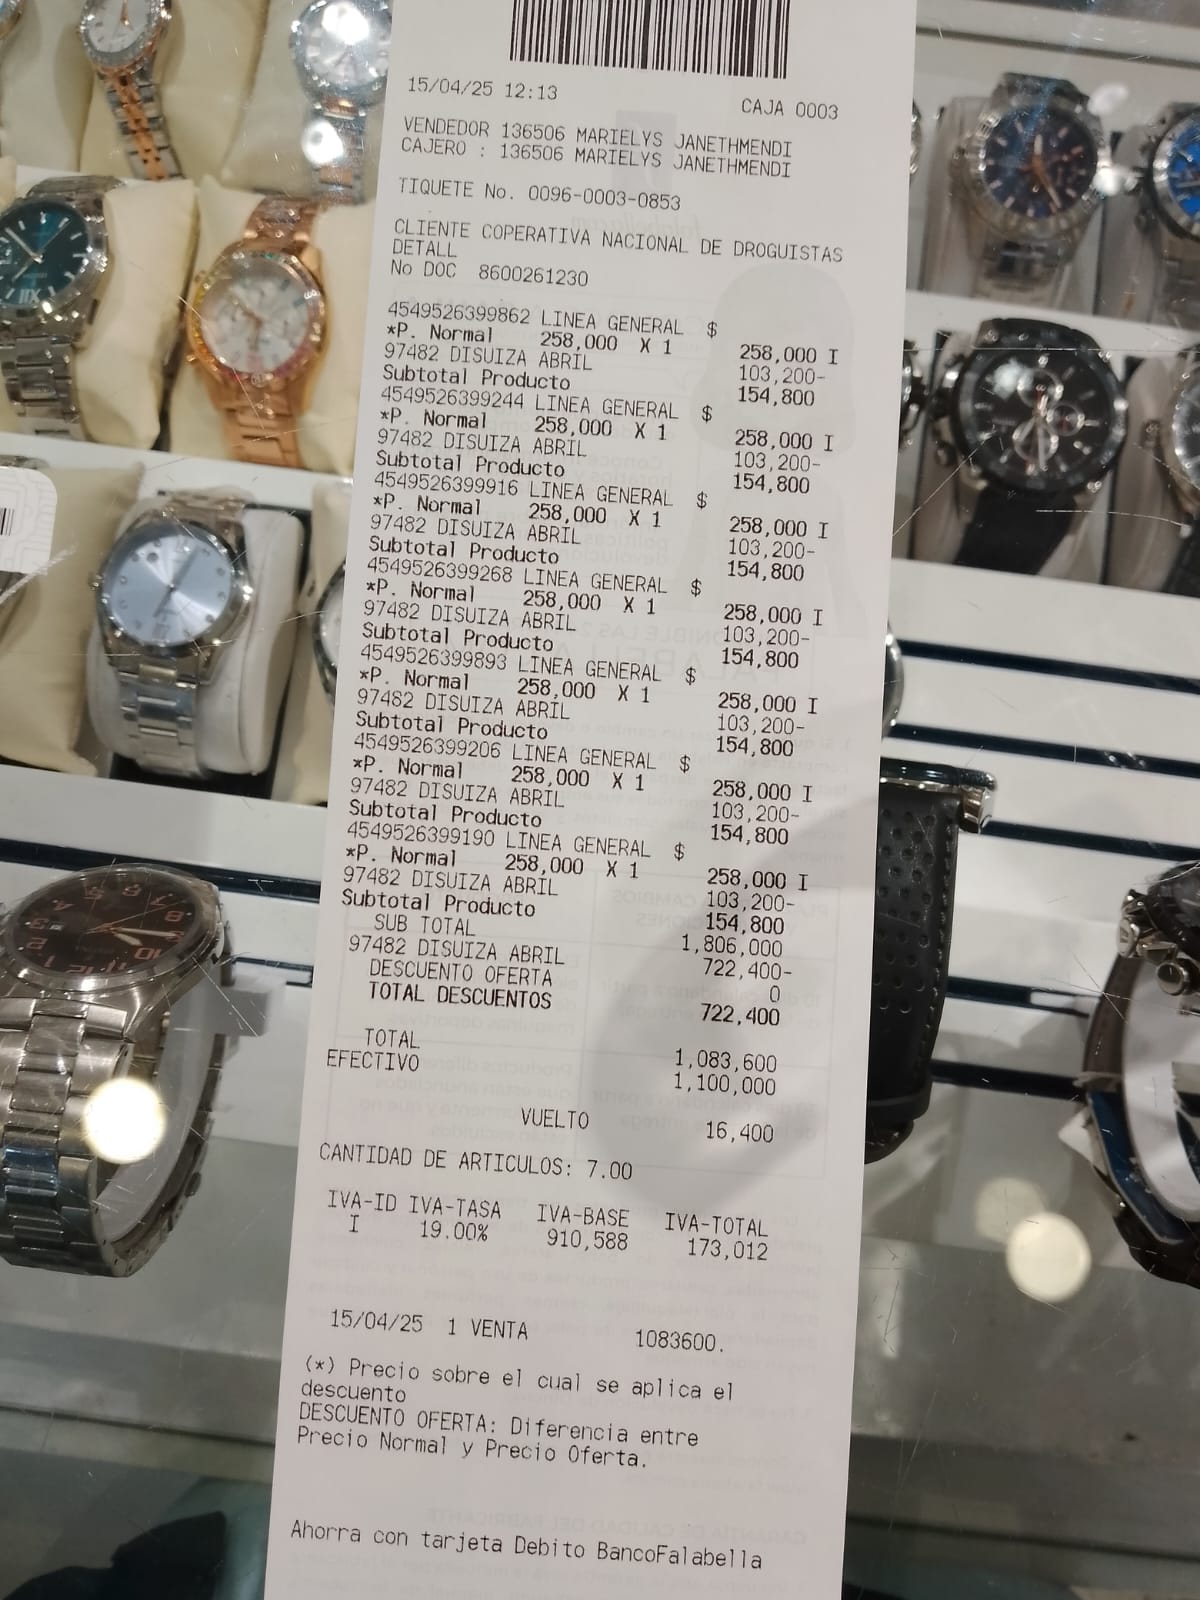 15/04/25 12:13 CAJA 0003
VENDEDOR 136506 MARIELYS JANETHMENDI
CAJERO : 136506 MARIELYS JANETHMENDI
TIQUETE No. 0096-0003-0853
CLIENTE COPERATIVA NACIONAL DE DROGUISTAS
DETALL
No DOC 8600261230
4549526399862 LINEA GENERAL $
*P. Normal 258,000 X 1 258,000 I
97482 DISUIZA ABRIL 103,200-
Subtotal Producto 154,800
4549526399244 LINEA GENERAL $
*P. Normal 258,000 X 1 258,000 I
97482 DISUIZA ABRIL 103,200-
Subtotal Producto 154,800
4549526399916 LINEA GENERAL $
*P. Normal 258,000 X 1 258,000 I
97482 DISUIZA ABRIL 103,200-
Subtotal Producto 154,800
4549526399268 LINEA GENERAL $
*P. Normal 258,000 X 1 258,000 I
97482 DISUIZA ABRIL 103,200-
Subtotal Producto 154,800
4549526399893 LINEA GENERAL $
*P. Normal 258,000 X 1 258,000 I
97482 DISUIZA ABRIL 103,200-
Subtotal Producto 154,800
4549526399206 LINEA GENERAL $
*P. Normal 258,000 X 1 258,000 I
97482 DISUIZA ABRIL 103,200-
Subtotal Producto 154,800
4549526399190 LINEA GENERAL $
*P. Normal 258,000 X 1 258,000 I
97482 DISUIZA ABRIL 103,200-
Subtotal Producto 154,800
SUB TOTAL 1,806,000
97482 DISUIZA ABRIL 722,400-
DESCUENTO OFERTA 0
TOTAL DESCUENTOS 722,400
TOTAL 1,083,600
EFECTIVO 1,100,000
VUELTO 16,400
CANTIDAD DE ARTICULOS: 7.00
IVA-ID IVA-TASA IVA-BASE IVA-TOTAL
I 19.00% 910,588 173,012
15/04/25 1 VENTA 1083600.
(*) Precio sobre el cual se aplica el
descuento
DESCUENTO OFERTA: Diferencia entre
Precio Normal y Precio Oferta.
Ahorra con tarjeta Debito BancoFalabella